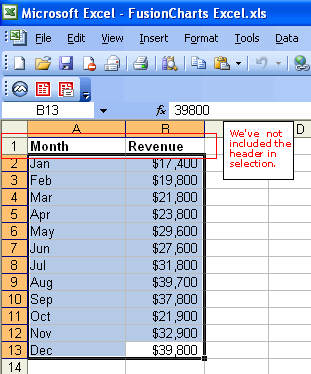 Microsoft Excel - FusionCharts Excel.xls
File Edit View Insert Format Tools Data
B13 fx 39800
A B C D
1 Month Revenue
2 Jan $17,400
3 Feb $19,800
4 Mar $21,800
5 Apr $23,800
6 May $29,600
7 Jun $27,600
8 Jul $31,800
9 Aug $39,700
10 Sep $37,800
11 Oct $21,900
12 Nov $32,900
13 Dec $39,800
14
We've not
included the
header in
selection.